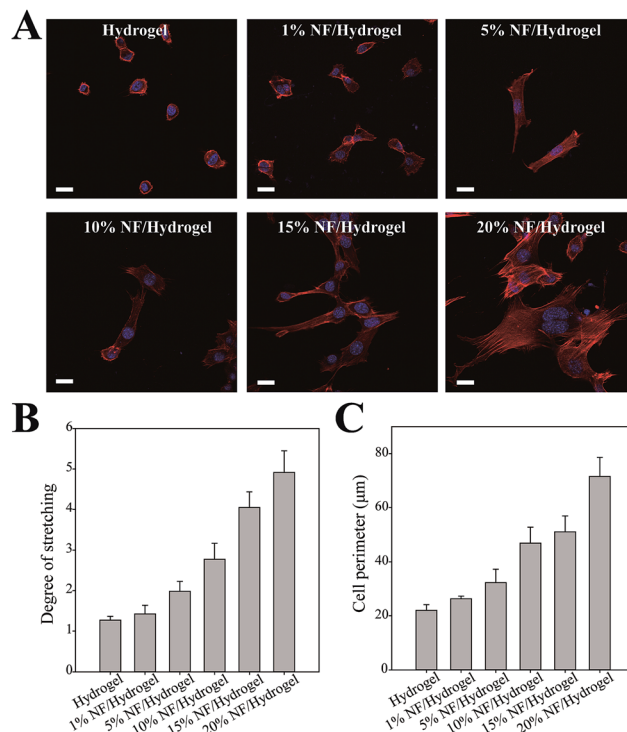 A
Hydrogel
1% NF/Hydrogel
5% NF/Hydrogel
10% NF/Hydrogel
15% NF/Hydrogel
20% NF/Hydrogel
B
6
5
4
3
2
1
0
Degree of stretching
Hydrogel
1% NF/Hydrogel
5% NF/Hydrogel
10% NF/Hydrogel
15% NF/Hydrogel
20% NF/Hydrogel
C
80
60
40
20
0
Cell perimeter (μm)
Hydrogel
1% NF/Hydrogel
5% NF/Hydrogel
10% NF/Hydrogel
15% NF/Hydrogel
20% NF/Hydrogel